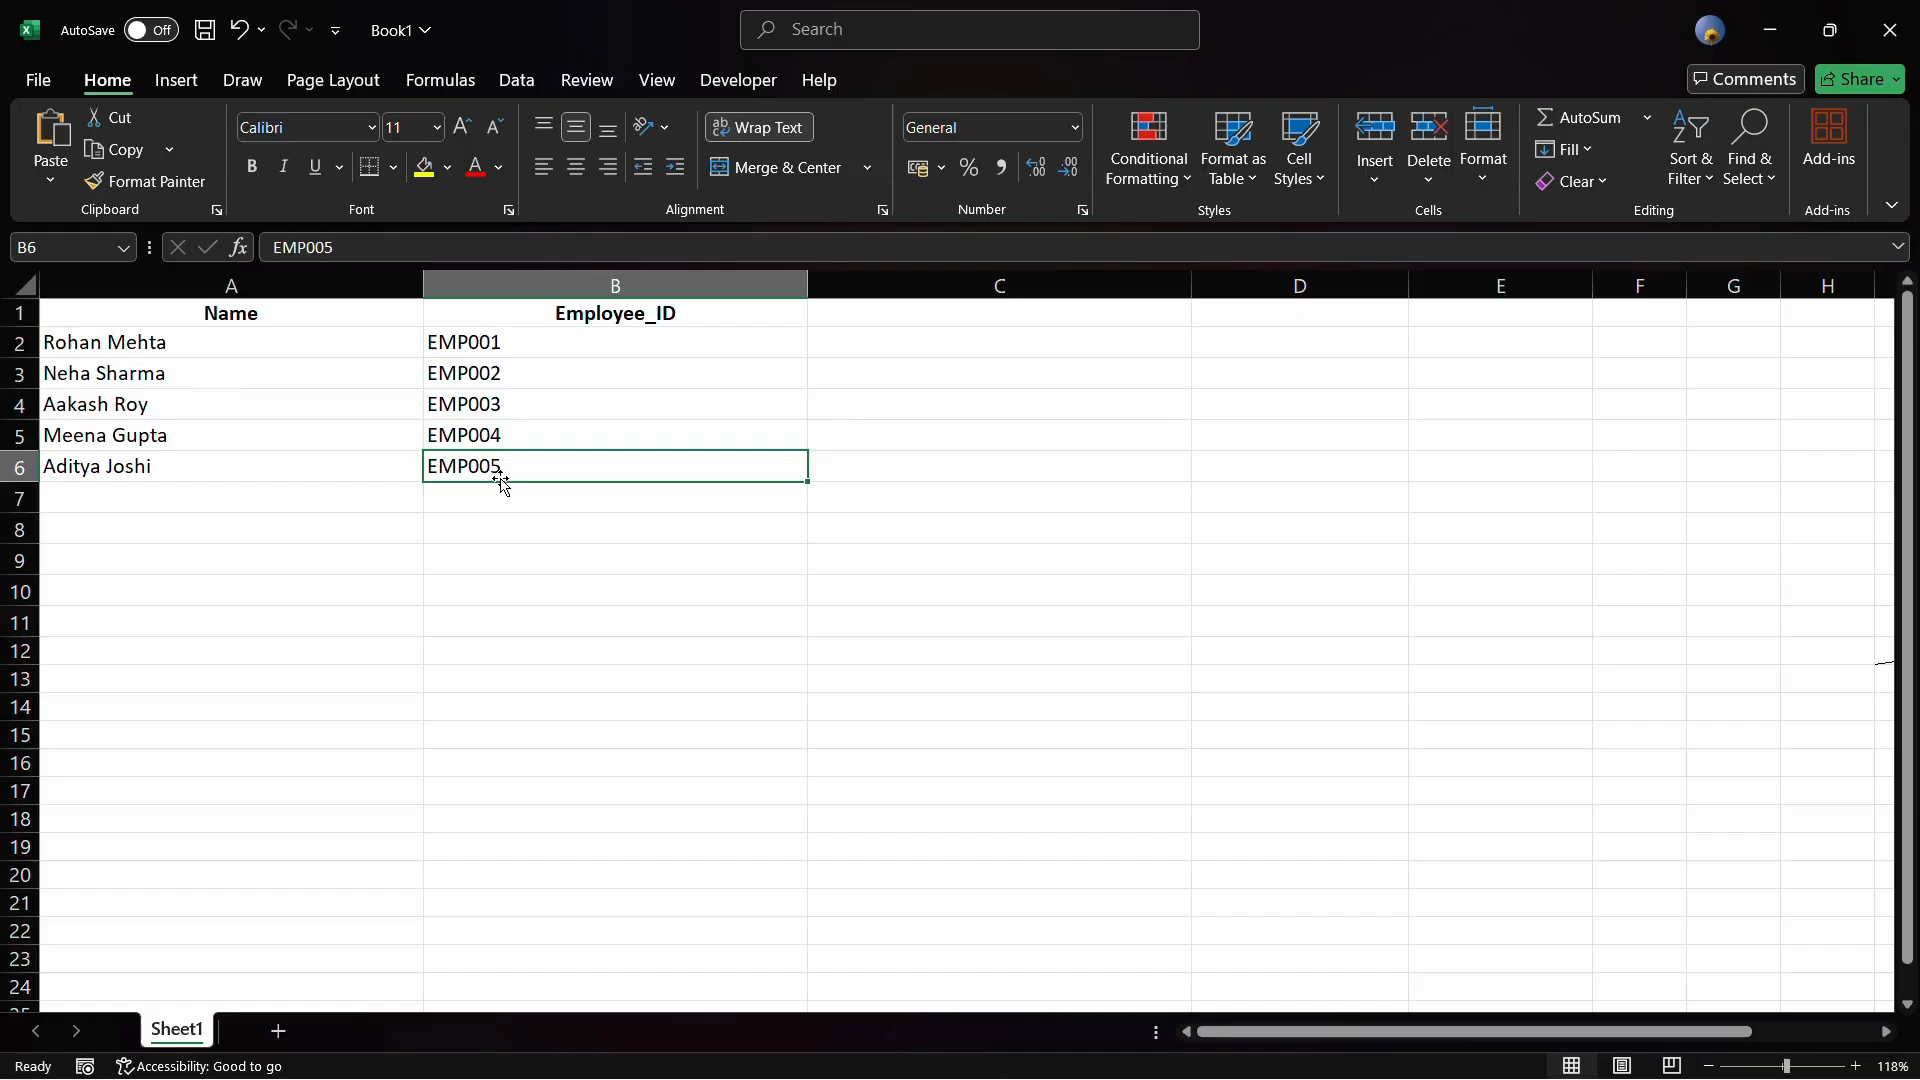 AutoSave Off Book1 Search
File Home Insert Draw Page Layout Formulas Data Review View Developer Help Comments Share
Paste Cut Copy Format Painter Clipboard
Calibri 11 B I U A Font
ab Wrap Text Merge & Center Alignment
General % , Number
Conditional Formatting Format as Table Cell Styles Styles
Insert Delete Format Cells
AutoSum Fill Clear Sort & Filter Find & Select Editing
Add-ins Add-ins
B6 fx EMP005
A B C D E F G H
1 Name Employee_ID
2 Rohan Mehta EMP001
3 Neha Sharma EMP002
4 Aakash Roy EMP003
5 Meena Gupta EMP004
6 Aditya Joshi EMP005
7
8
9
10
11
12
13
14
15
16
17
18
19
20
21
22
23
24
Sheet1
Ready Accessibility: Good to go 118%